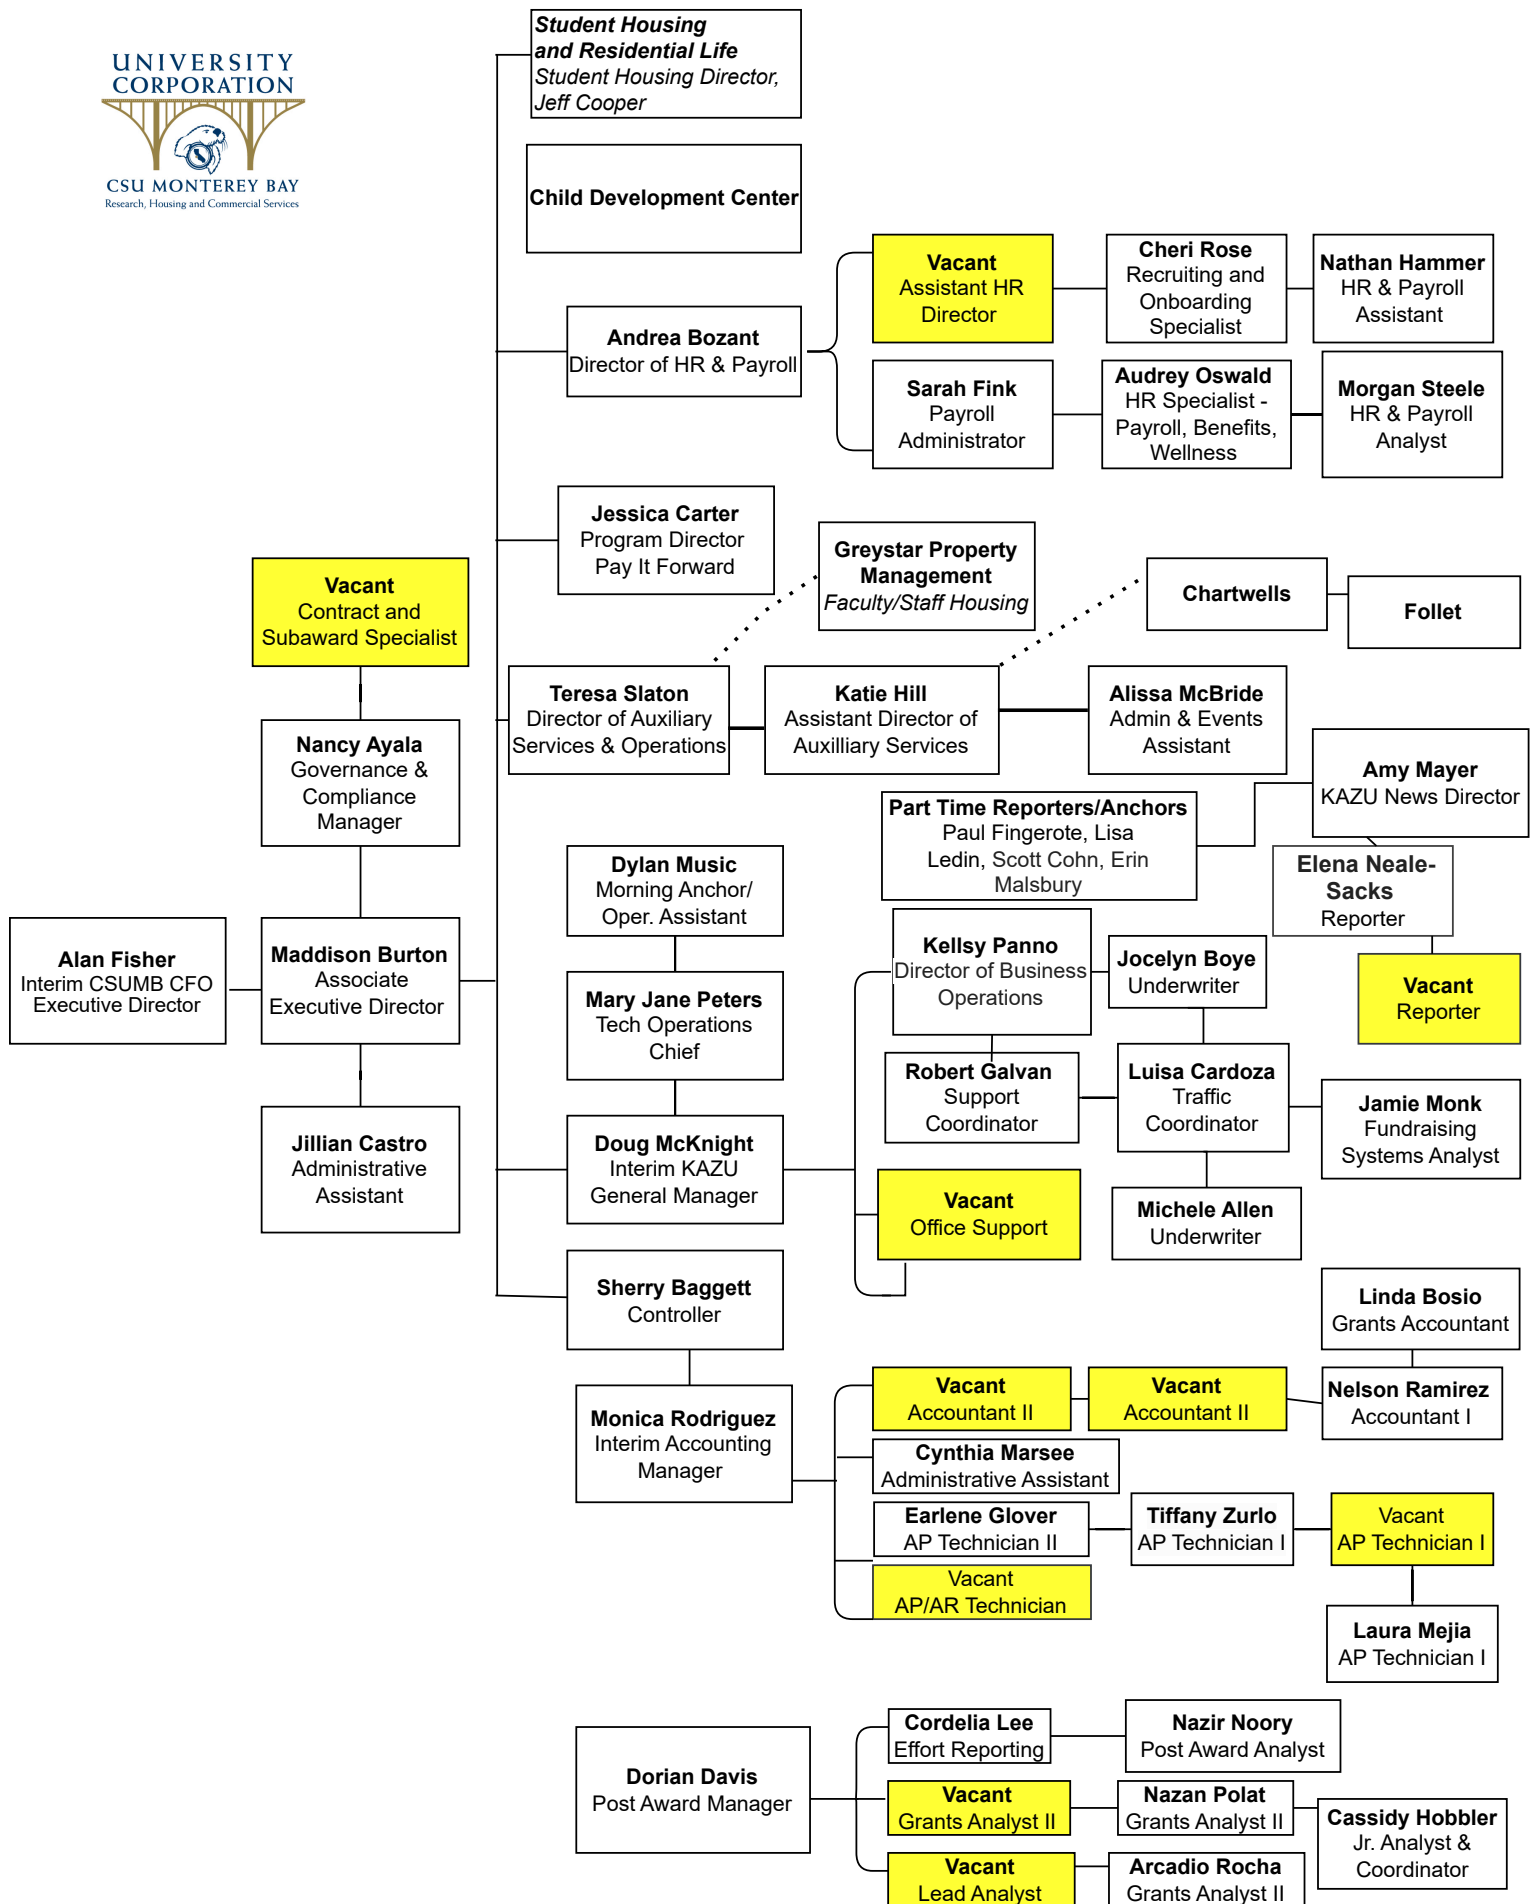 UNIVERSITY
CORPORATION
CSU MONTEREY BAY
Research, Housing and Commercial Services
Student Housing
and Residential Life
Student Housing Director,
Jeff Cooper
Child Development Center
Andrea Bozant
Director of HR & Payroll
Vacant
Assistant HR
Director
Cheri Rose
Recruiting and
Onboarding
Specialist
Nathan Hammer
HR & Payroll
Assistant
Sarah Fink
Payroll
Administrator
Audrey Oswald
HR Specialist -
Payroll, Benefits,
Wellness
Morgan Steele
HR & Payroll
Analyst
Jessica Carter
Program Director
Pay It Forward
Greystar Property
Management
Faculty/Staff Housing
Chartwells
Follet
Vacant
Contract and
Subaward Specialist
Teresa Slaton
Director of Auxiliary
Services & Operations
Katie Hill
Assistant Director of
Auxilliary Services
Alissa McBride
Admin & Events
Assistant
Nancy Ayala
Governance &
Compliance
Manager
Amy Mayer
KAZU News Director
Part Time Reporters/Anchors
Paul Fingerote, Lisa
Ledin, Scott Cohn, Erin
Malsbury
Elena Neale-
Sacks
Reporter
Vacant
Reporter
Dylan Music
Morning Anchor/
Oper. Assistant
Alan Fisher
Interim CSUMB CFO
Executive Director
Maddison Burton
Associate
Executive Director
Mary Jane Peters
Tech Operations
Chief
Kellsy Panno
Director of Business
Operations
Jocelyn Boye
Underwriter
Robert Galvan
Support
Coordinator
Luisa Cardoza
Traffic
Coordinator
Jamie Monk
Fundraising
Systems Analyst
Jillian Castro
Administrative
Assistant
Doug McKnight
Interim KAZU
General Manager
Vacant
Office Support
Michele Allen
Underwriter
Sherry Baggett
Controller
Linda Bosio
Grants Accountant
Monica Rodriguez
Interim Accounting
Manager
Vacant
Accountant II
Vacant
Accountant II
Nelson Ramirez
Accountant I
Cynthia Marsee
Administrative Assistant
Earlene Glover
AP Technician II
Tiffany Zurlo
AP Technician I
Vacant
AP Technician I
Vacant
AP/AR Technician
Laura Mejia
AP Technician I
Dorian Davis
Post Award Manager
Cordelia Lee
Effort Reporting
Nazir Noory
Post Award Analyst
Vacant
Grants Analyst II
Nazan Polat
Grants Analyst II
Cassidy Hobbler
Jr. Analyst &
Coordinator
Vacant
Lead Analyst
Arcadio Rocha
Grants Analyst II